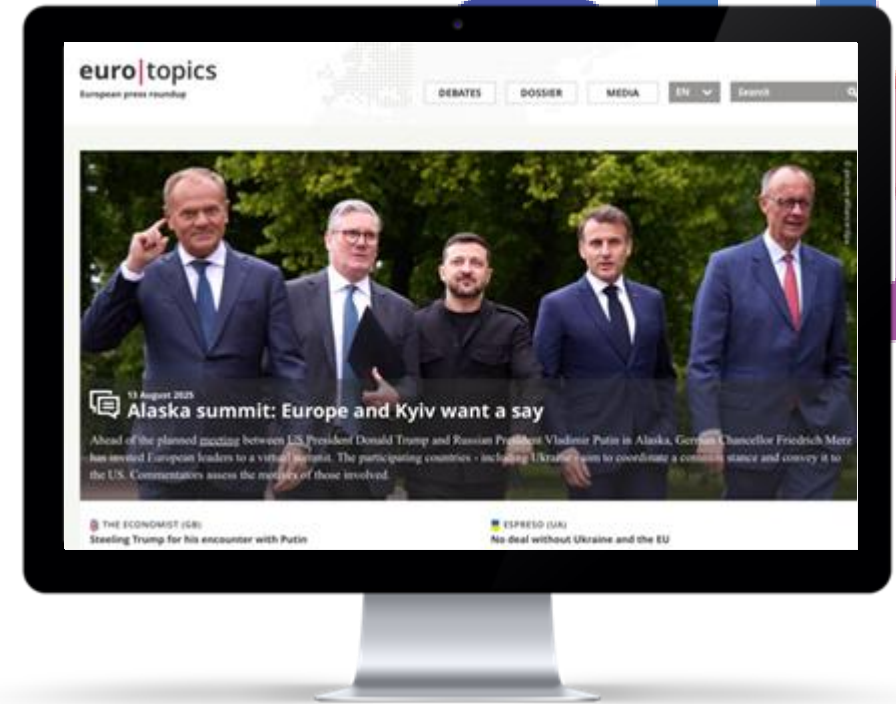 euro|topics
European press roundup
DEBATES DOSSIER MEDIA EN Search
13 August 2025
Alaska summit: Europe and Kyiv want a say
Ahead of the planned meeting between US President Donald Trump and Russian President Vladimir Putin in Alaska, German Chancellor Friedrich Merz
has invited European leaders to a virtual summit. The participating countries - including Ukraine - aim to coordinate a common stance and convey it to
the US. Commentators assess the motives of those involved.
THE ECONOMIST (GB)
Steeling Trump for his encounter with Putin
ESPRESO (UA)
No deal without Ukraine and the EU